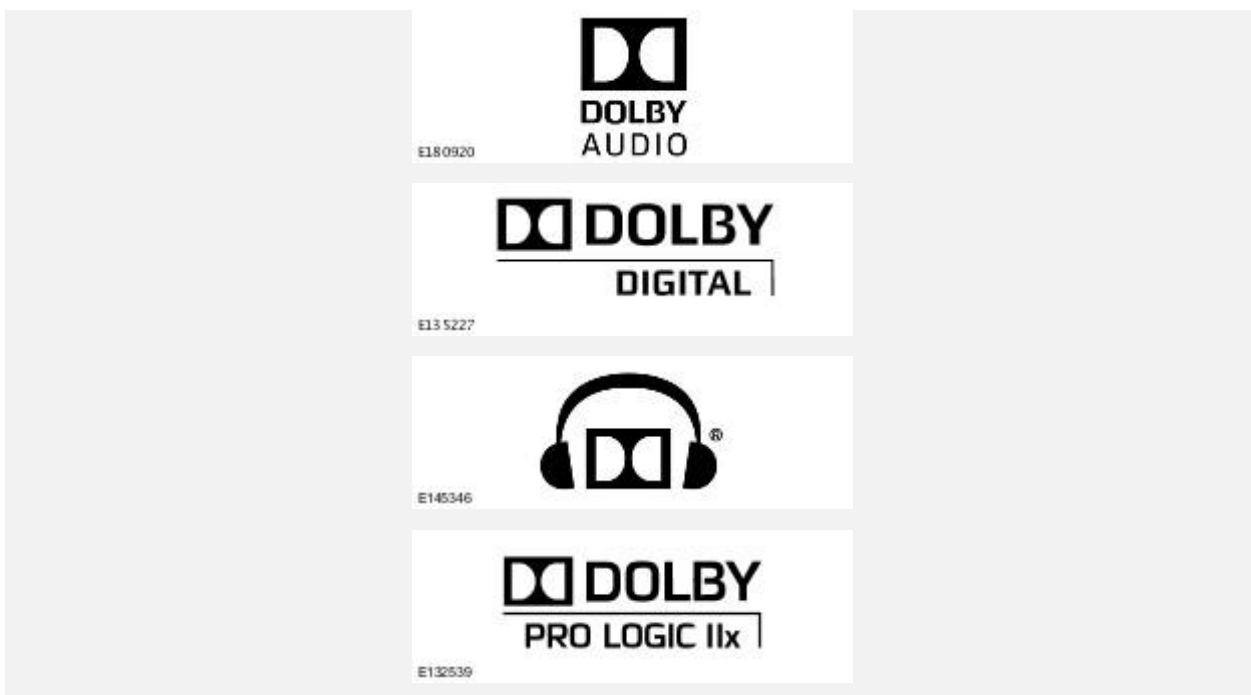 DOLBY
AUDIO
E180920
DOLBY
DIGITAL
E135227
®
E145346
DOLBY
PRO LOGIC IIx
E132539